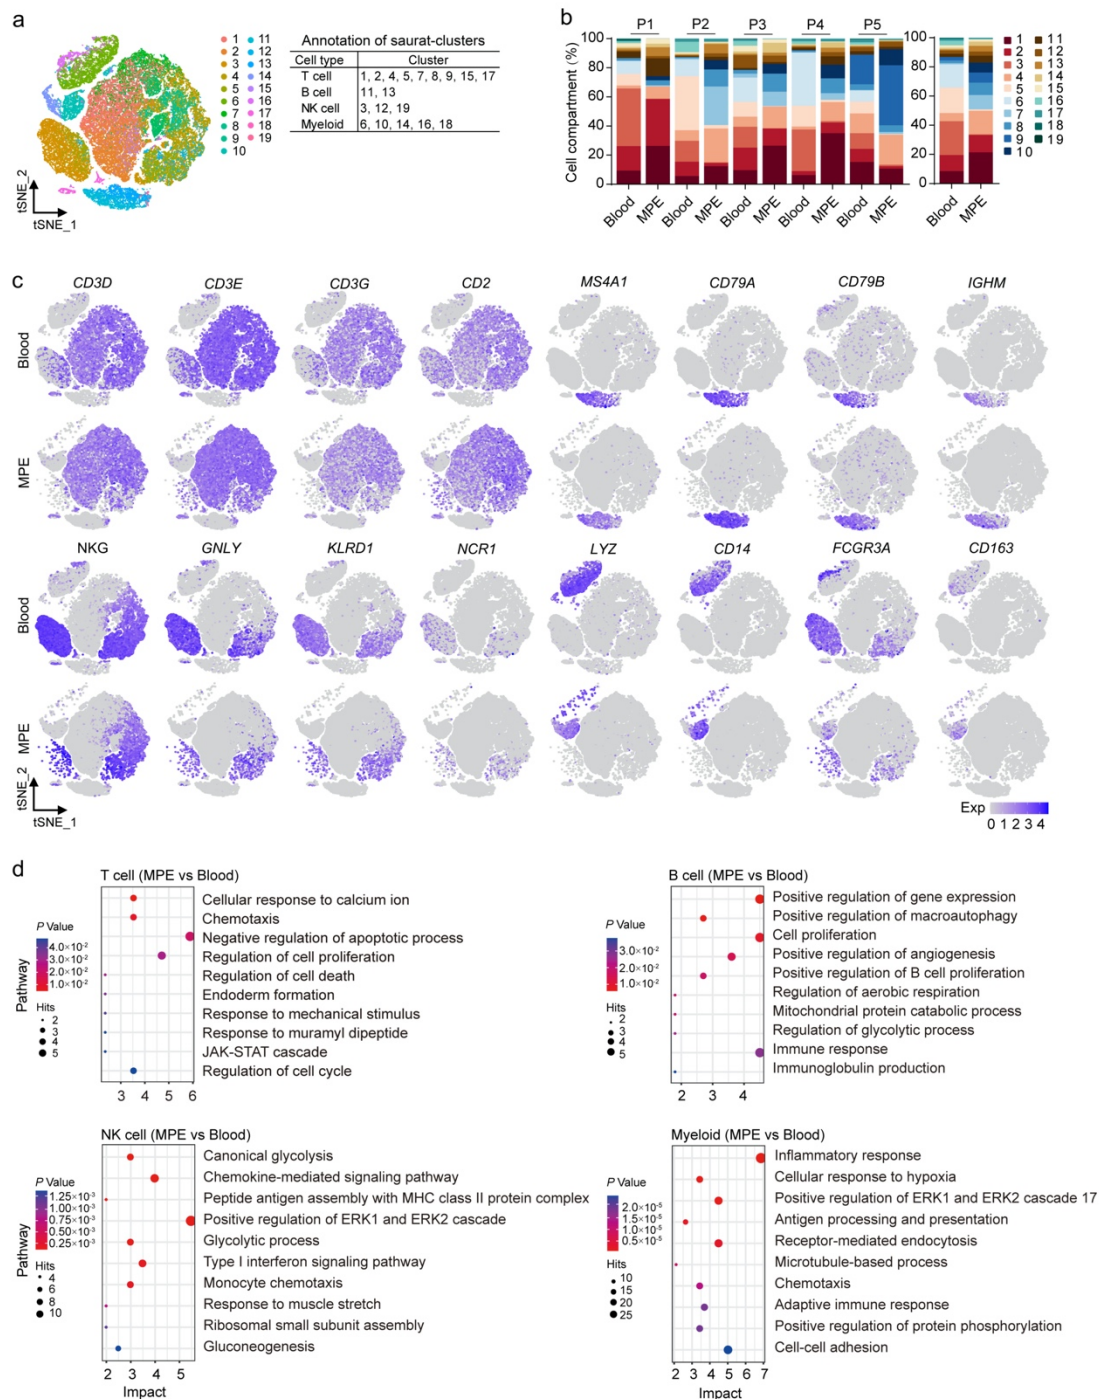 a
1 11
2 12
3 13
4 14
5 15
6 16
7 17
8 18
9 19
10
tSNE_2
tSNE_1
Annotation of saurat-clusters
Cell type Cluster
T cell 1, 2, 4, 5, 7, 8, 9, 15, 17
B cell 11, 13
NK cell 3, 12, 19
Myeloid 6, 10, 14, 16, 18
b
P1 P2 P3 P4 P5
Cell compartment (%)
100
80
60
40
20
0
Blood MPE Blood MPE Blood MPE Blood MPE Blood MPE
100
80
60
40
20
0
Blood MPE
1 11
2 12
3 13
4 14
5 15
6 16
7 17
8 18
9 19
10
c
CD3D CD3E CD3G CD2 MS4A1 CD79A CD79B IGHM
Blood
MPE
NKG GNLY KLRD1 NCR1 LYZ CD14 FCGR3A CD163
Blood
MPE
tSNE_2
tSNE_1
Exp
0 1 2 3 4
d
T cell (MPE vs Blood)
Pathway
P Value
4.0×10-2
3.0×10-2
2.0×10-2
1.0×10-2
Hits
2
3
4
5
Cellular response to calcium ion
Chemotaxis
Negative regulation of apoptotic process
Regulation of cell proliferation
Regulation of cell death
Endoderm formation
Response to mechanical stimulus
Response to muramyl dipeptide
JAK-STAT cascade
Regulation of cell cycle
3 4 5 6
B cell (MPE vs Blood)
P Value
3.0×10-2
2.0×10-2
1.0×10-2
Hits
2
3
4
5
Positive regulation of gene expression
Positive regulation of macroautophagy
Cell proliferation
Positive regulation of angiogenesis
Positive regulation of B cell proliferation
Regulation of aerobic respiration
Mitochondrial protein catabolic process
Regulation of glycolytic process
Immune response
Immunoglobulin production
2 3 4
NK cell (MPE vs Blood)
Pathway
P Value
1.25×10-3
1.00×10-3
0.75×10-3
0.50×10-3
0.25×10-3
Hits
4
6
8
10
Canonical glycolysis
Chemokine-mediated signaling pathway
Peptide antigen assembly with MHC class II protein complex
Positive regulation of ERK1 and ERK2 cascade
Glycolytic process
Type I interferon signaling pathway
Monocyte chemotaxis
Response to muscle stretch
Ribosomal small subunit assembly
Gluconeogenesis
2 3 4 5
Impact
Myeloid (MPE vs Blood)
P Value
2.0×10-5
1.5×10-5
1.0×10-5
0.5×10-5
Hits
10
15
20
25
Inflammatory response
Cellular response to hypoxia
Positive regulation of ERK1 and ERK2 cascade 17
Antigen processing and presentation
Receptor-mediated endocytosis
Microtubule-based process
Chemotaxis
Adaptive immune response
Positive regulation of protein phosphorylation
Cell-cell adhesion
2 3 4 5 6 7
Impact